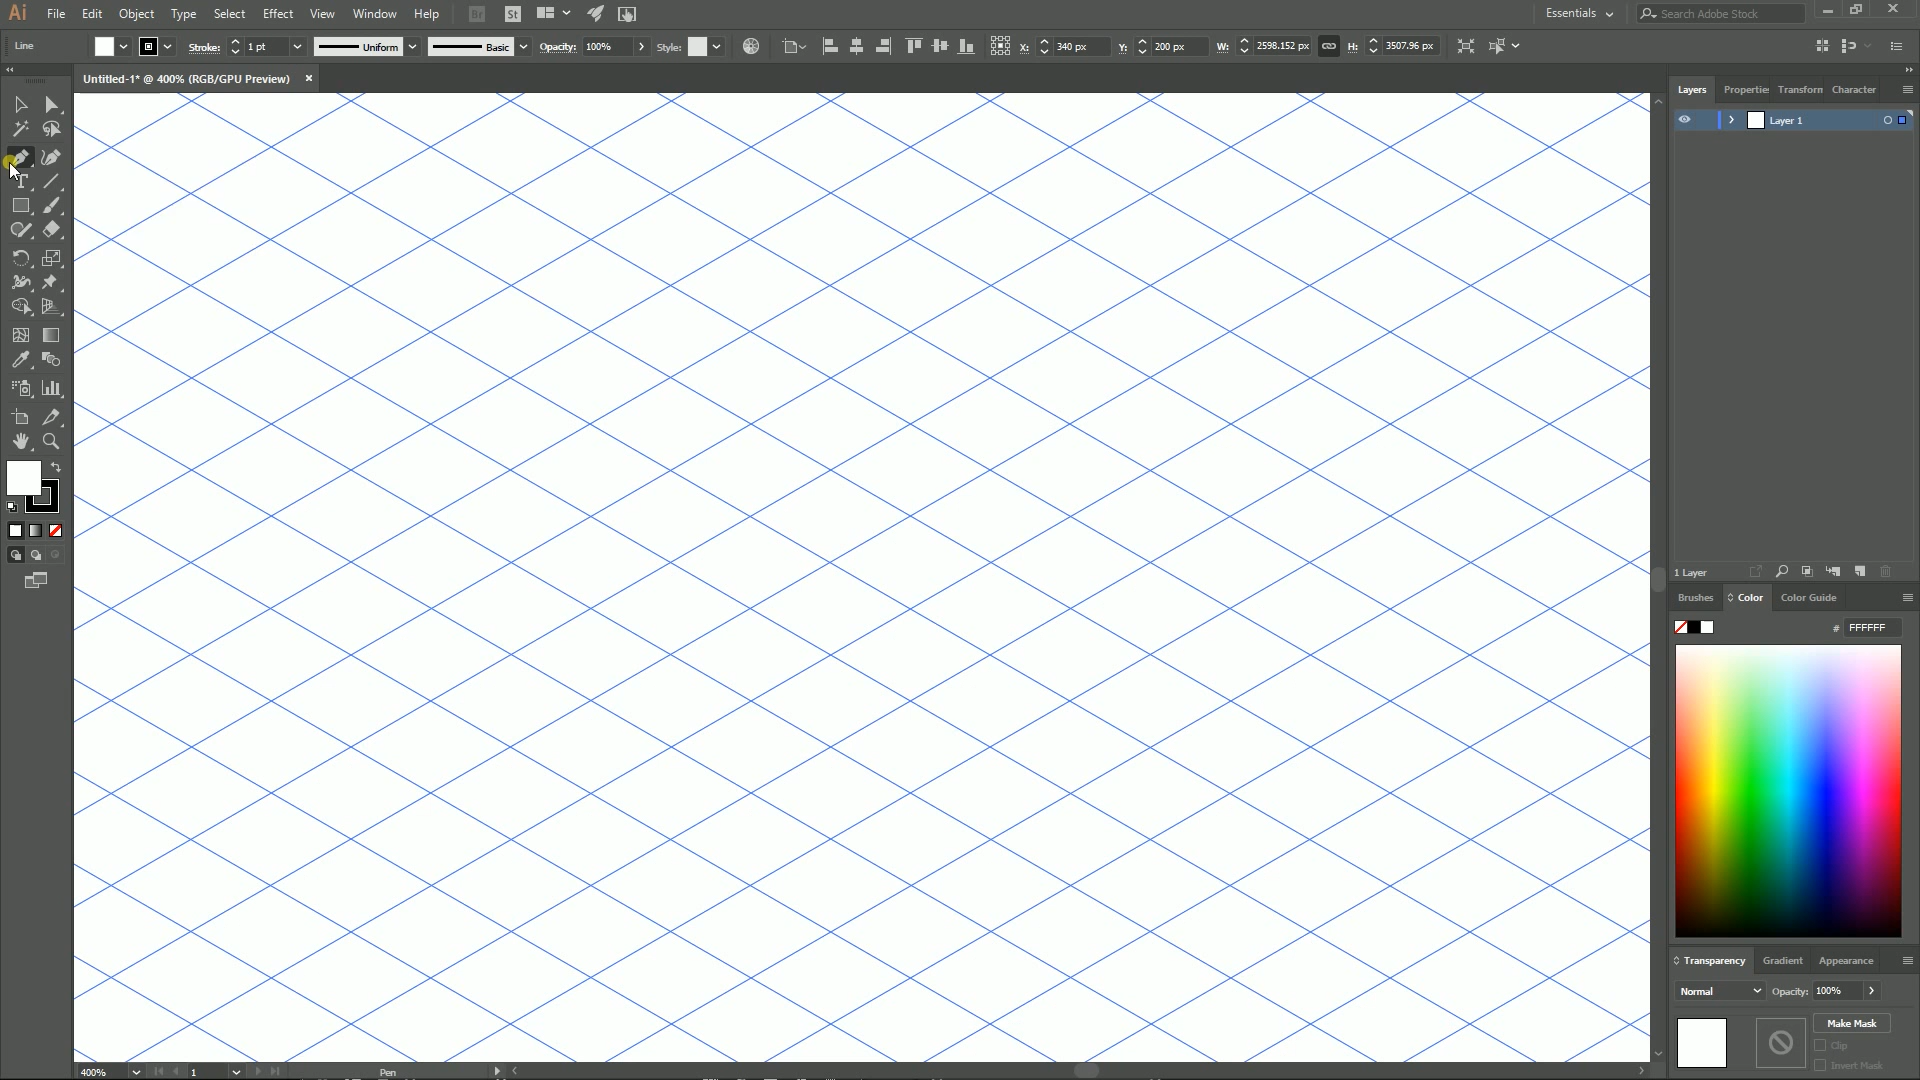 Ai File Edit Object Type Select Effect View Window Help Br St Essentials Search Adobe Stock
Line Stroke: 1 pt Uniform Basic Opacity: 100% Style: X: 340 px Y: 200 px W: 2598.152 px H: 3507.96 px
Untitled-1* @ 400% (RGB/GPU Preview)
Layers Properties Transform Character
Layer 1
1 Layer
Brushes Color Color Guide
# FFFFFF
Transparency Gradient Appearance
Normal Opacity: 100%
Make Mask
Clip
Invert Mask
400% 1 Pen